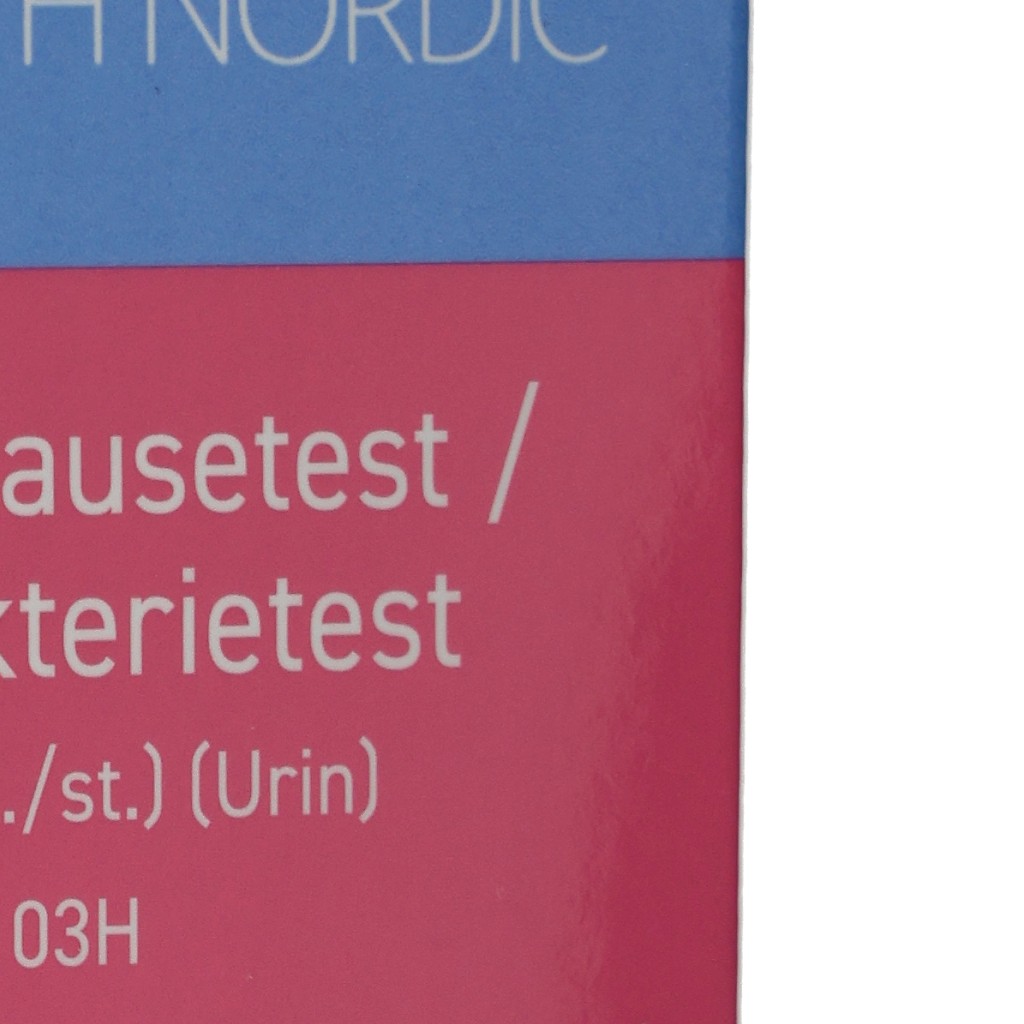 H NORDIC
ausetest /
kterietest
./st.) (Urin)
03H